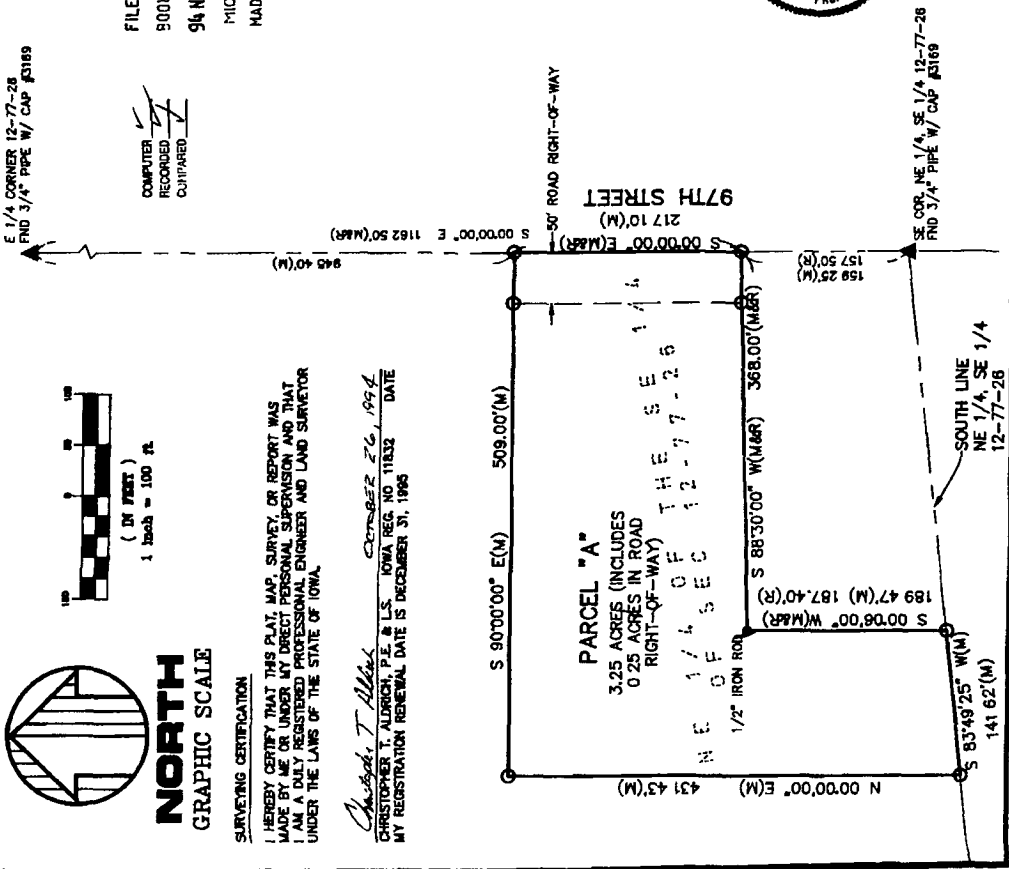 E 1/4 CORNER 12-77-26
FND 3/4" PIPE W/ CAP #3169
FILE
BOOK
94 N
MIC
MAD
COMPUTER
RECORDED
COMPARED
( IN FEET )
1 inch = 100 ft.
NORTH
GRAPHIC SCALE
SURVEYING CERTIFICATION
I HEREBY CERTIFY THAT THIS PLAT, MAP, SURVEY, OR REPORT WAS
MADE BY ME OR UNDER MY DIRECT PERSONAL SUPERVISION AND THAT
I AM A DULY REGISTERED PROFESSIONAL ENGINEER AND LAND SURVEYOR
UNDER THE LAWS OF THE STATE OF IOWA.
Christopher T. Aldrich OCTOBER 26, 1994
CHRISTOPHER T. ALDRICH, P.E. & L.S. IOWA REG. NO 11832 DATE
MY REGISTRATION RENEWAL DATE IS DECEMBER 31, 1995
S 00°00'00" E 1162 50'(M&R)
945 40'(M)
50' ROAD RIGHT-OF-WAY
97TH STREET
217 10'(M)
S 00°00'00" E(M&R)
S 90°00'00" E(M) 509.00'(M)
PARCEL "A"
3.25 ACRES (INCLUDES
0 25 ACRES IN ROAD
RIGHT-OF-WAY)
NE 1/4 OF THE SE 1/4
OF SEC 12-77-26
S 88°30'00" W(M&R) 368.00'(M&R)
159 25'(M)
157 50'(R)
SE COR. NE 1/4, SE 1/4 12-77-26
FND 3/4" PIPE W/ CAP #3169
1/2" IRON ROD
S 00°06'00" W(M&R)
189 47'(M) 187.40'(R)
N 00°00'00" E(M) 431 43'(M)
S 83°49'25" W(M)
141 62'(M)
SOUTH LINE
NE 1/4, SE 1/4
12-77-26